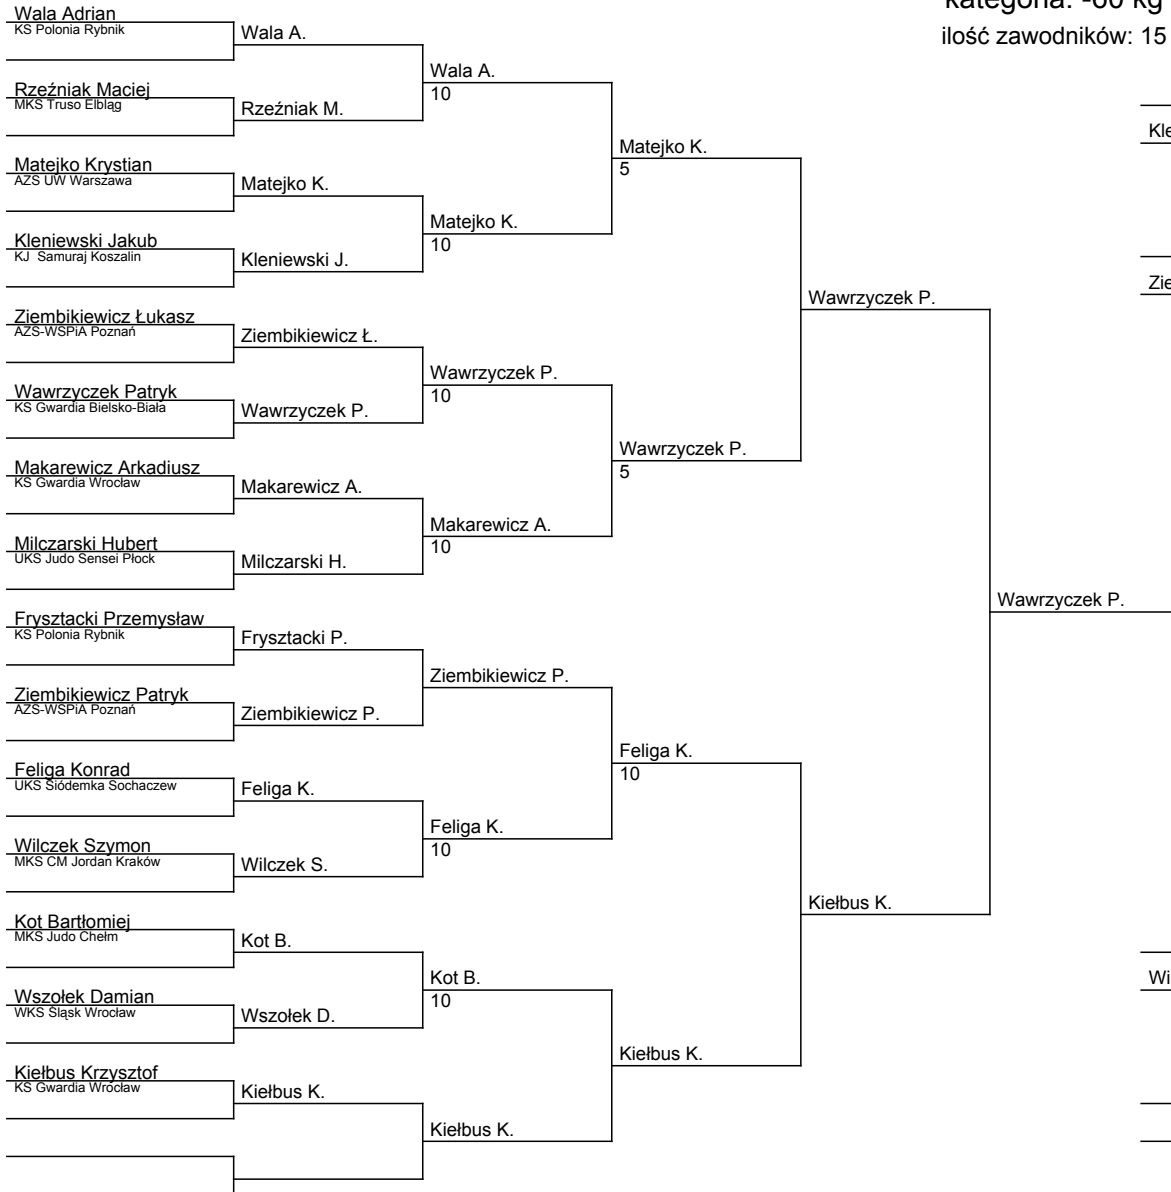 kategoria: -60 kg
ilość zawodników: 15
Wala Adrian
KS Polonia Rybnik
Rzeźniak Maciej
MKS Truso Elbląg
Matejko Krystian
AZS UW Warszawa
Kleniewski Jakub
KJ Samuraj Koszalin
Ziembikiewicz Łukasz
AZS-WSPiA Poznań
Wawrzyczek Patryk
KS Gwardia Bielsko-Biała
Makarewicz Arkadiusz
KS Gwardia Wrocław
Milczarski Hubert
UKS Judo Sensei Płock
Frysztacki Przemysław
KS Polonia Rybnik
Ziembikiewicz Patryk
AZS-WSPiA Poznań
Feliga Konrad
UKS Siódemka Sochaczew
Wilczek Szymon
MKS CM Jordan Kraków
Kot Bartłomiej
MKS Judo Chełm
Wszołek Damian
WKS Śląsk Wrocław
Kiełbus Krzysztof
KS Gwardia Wrocław
Wala A.
Rzeźniak M.
Matejko K.
Kleniewski J.
Ziembikiewicz Ł.
Wawrzyczek P.
Makarewicz A.
Milczarski H.
Frysztacki P.
Ziembikiewicz P.
Feliga K.
Wilczek S.
Kot B.
Wszołek D.
Kiełbus K.
Wala A.
10
Matejko K.
10
Wawrzyczek P.
10
Makarewicz A.
10
Ziembikiewicz P.
Feliga K.
10
Kot B.
10
Kiełbus K.
Matejko K.
5
Wawrzyczek P.
5
Feliga K.
10
Kiełbus K.
Wawrzyczek P.
Kiełbus K.
Wawrzyczek P.
Kle
Zie
Wi